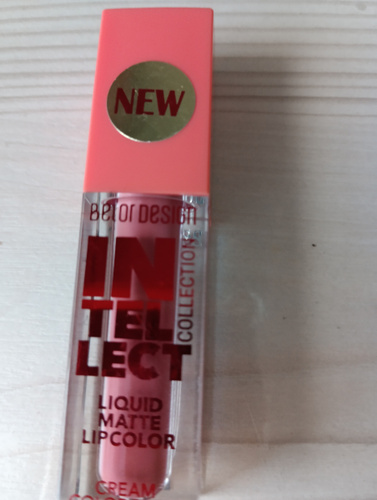 NEW
Belor Design
IN
TEL
LECT
COLLECTION
LIQUID
MATTE
LIPCOLOR
CREAM